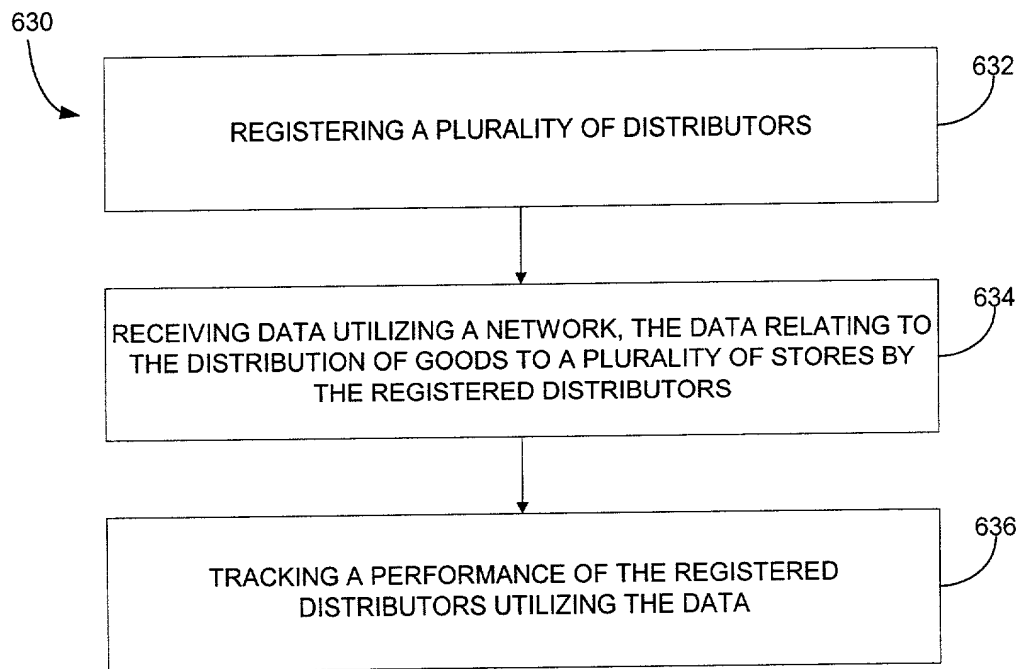 630
632
REGISTERING A PLURALITY OF DISTRIBUTORS
634
RECEIVING DATA UTILIZING A NETWORK, THE DATA RELATING TO
THE DISTRIBUTION OF GOODS TO A PLURALITY OF STORES BY
THE REGISTERED DISTRIBUTORS
636
TRACKING A PERFORMANCE OF THE REGISTERED
DISTRIBUTORS UTILIZING THE DATA